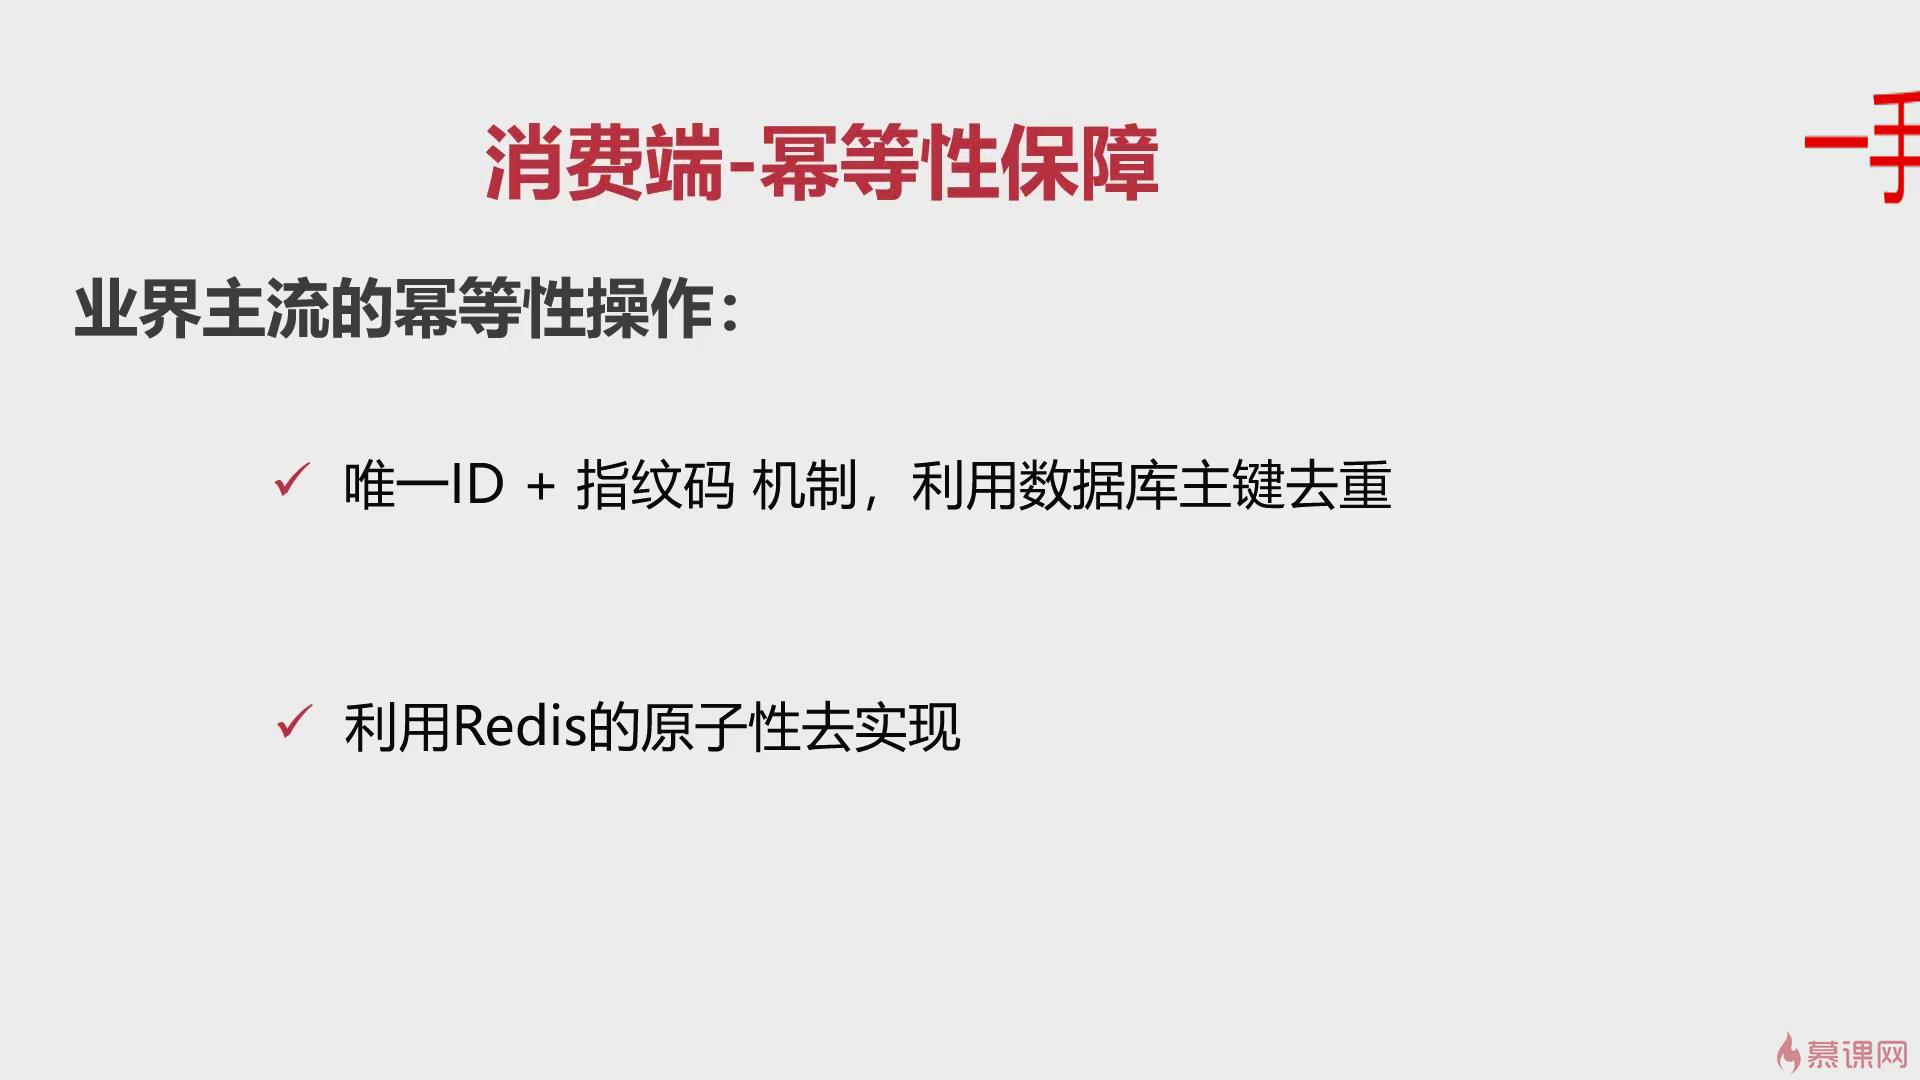 消费端-幂等性保障
一手
业界主流的幂等性操作：
唯一ID + 指纹码 机制，利用数据库主键去重
利用Redis的原子性去实现
慕课网